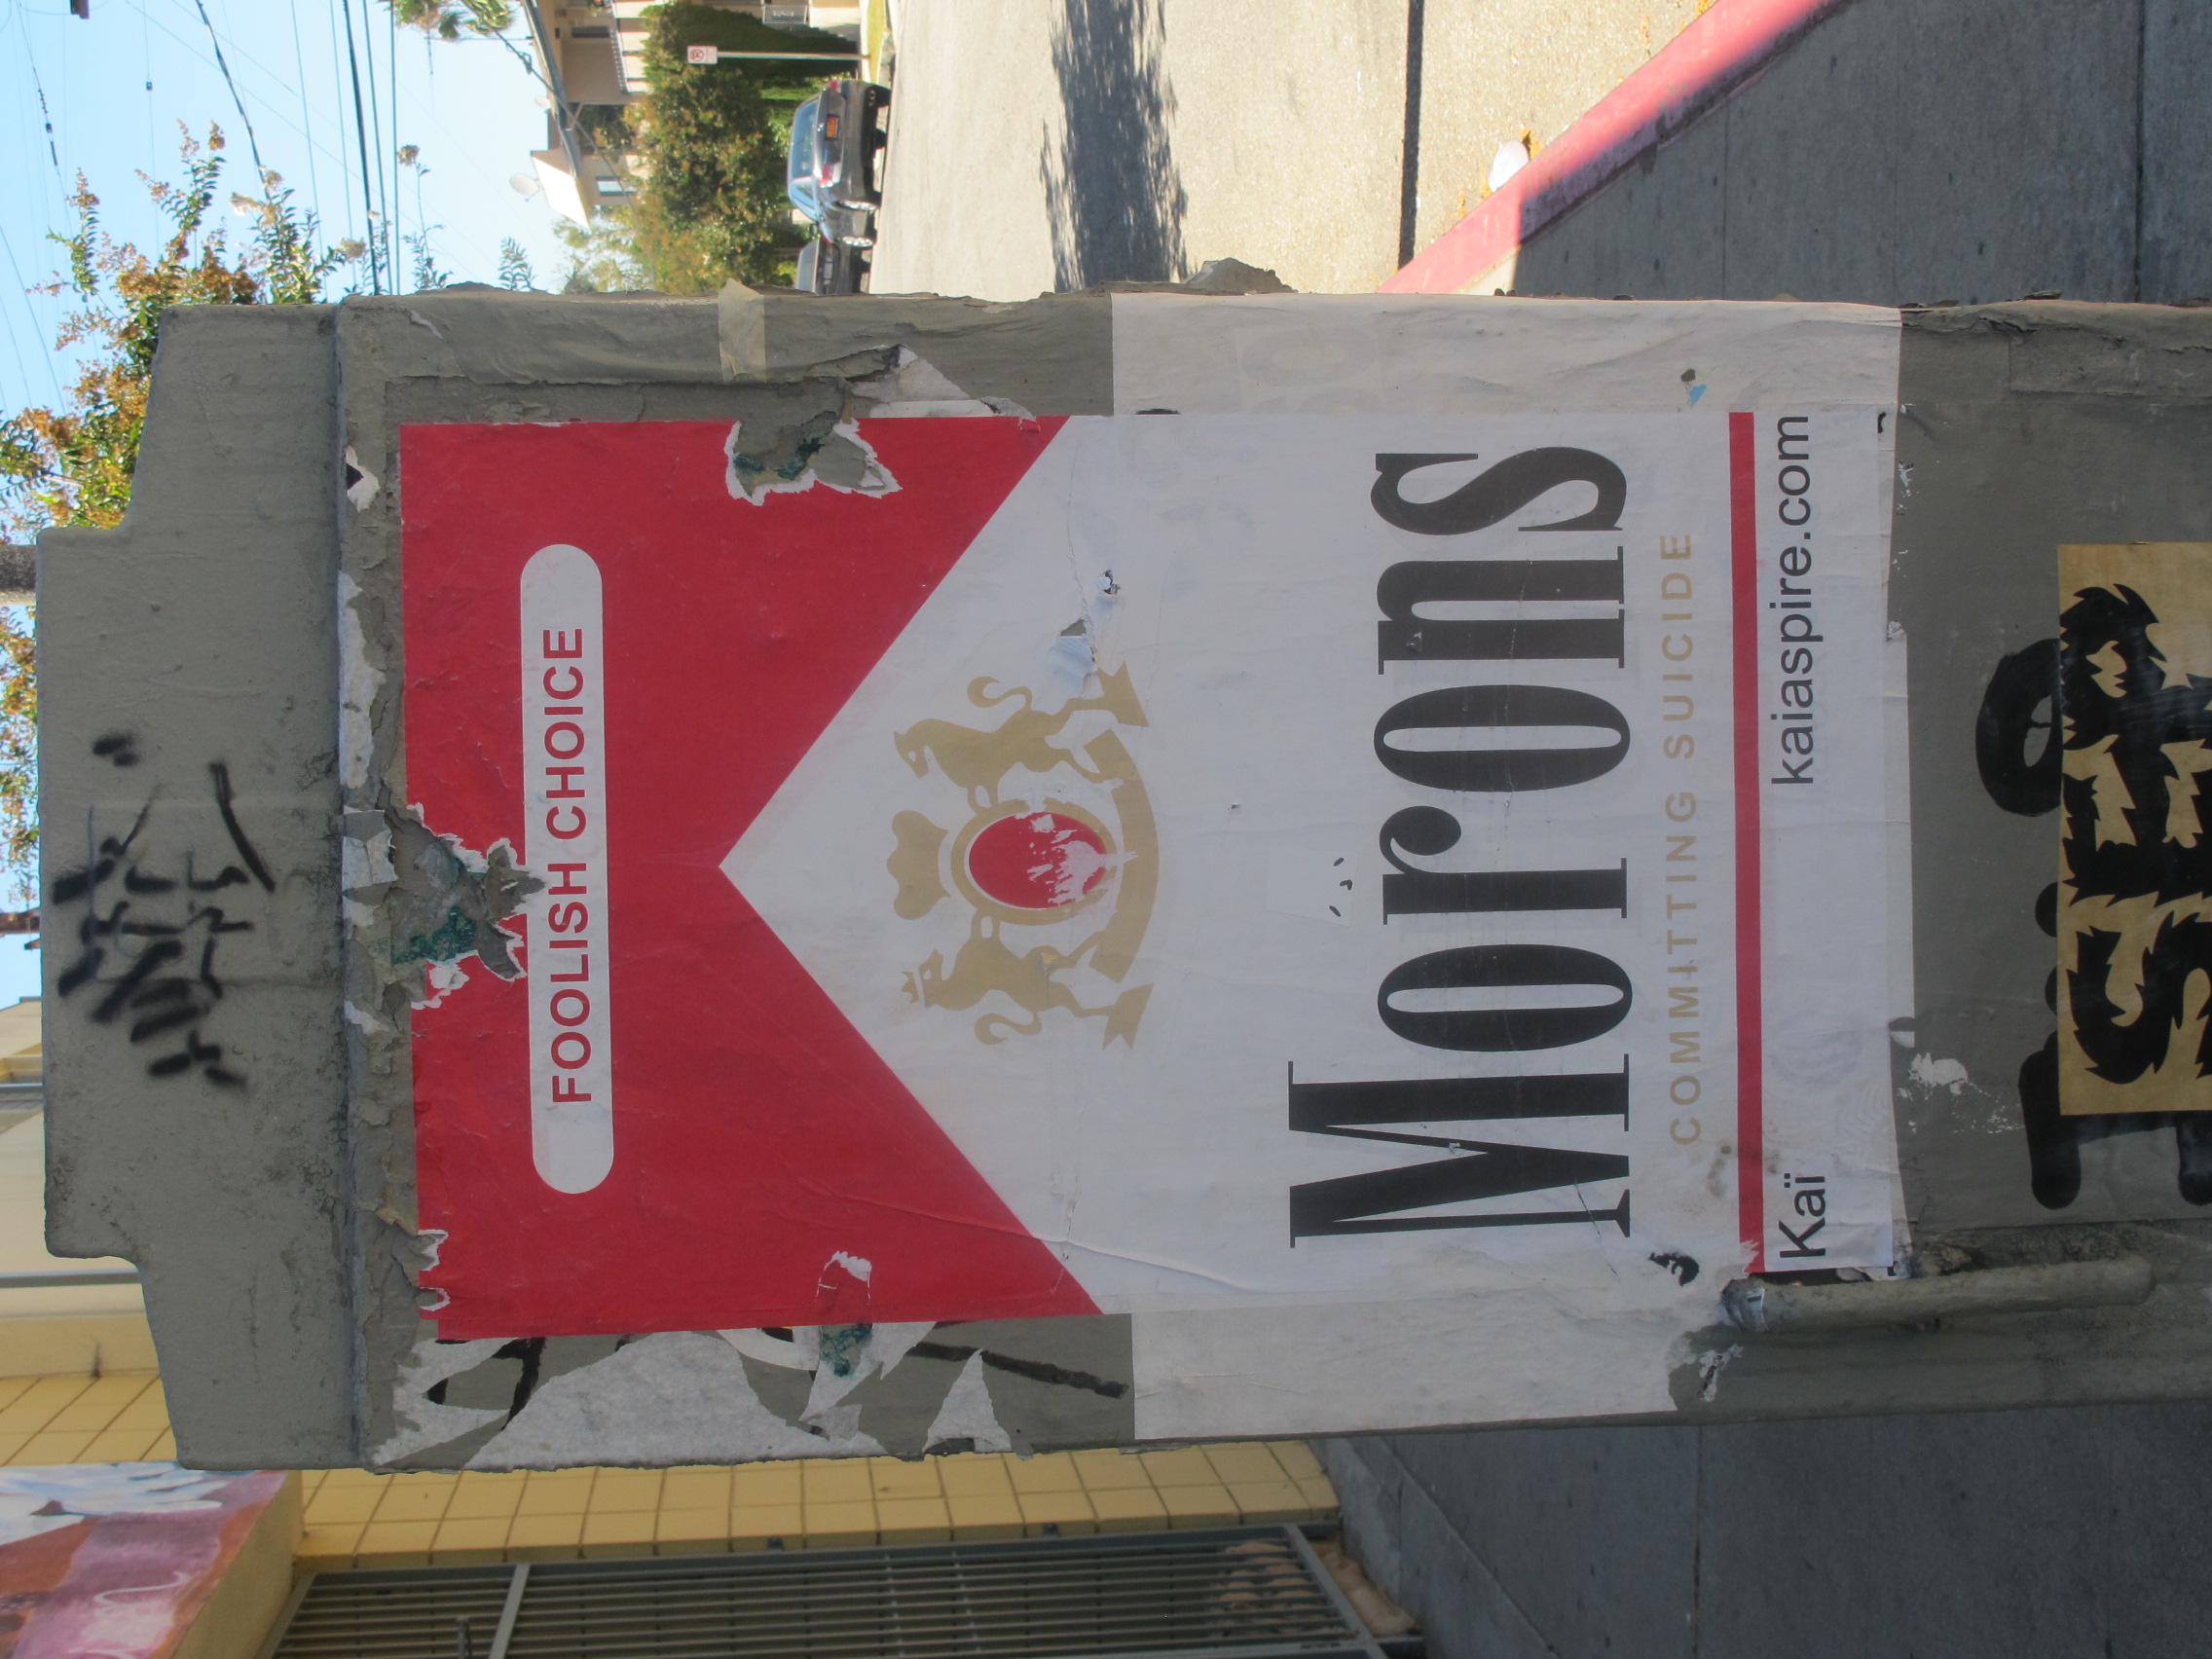 FOOLISH CHOICE
Morons
COMMITTING SUICIDE
Kaï kaiaspire.com